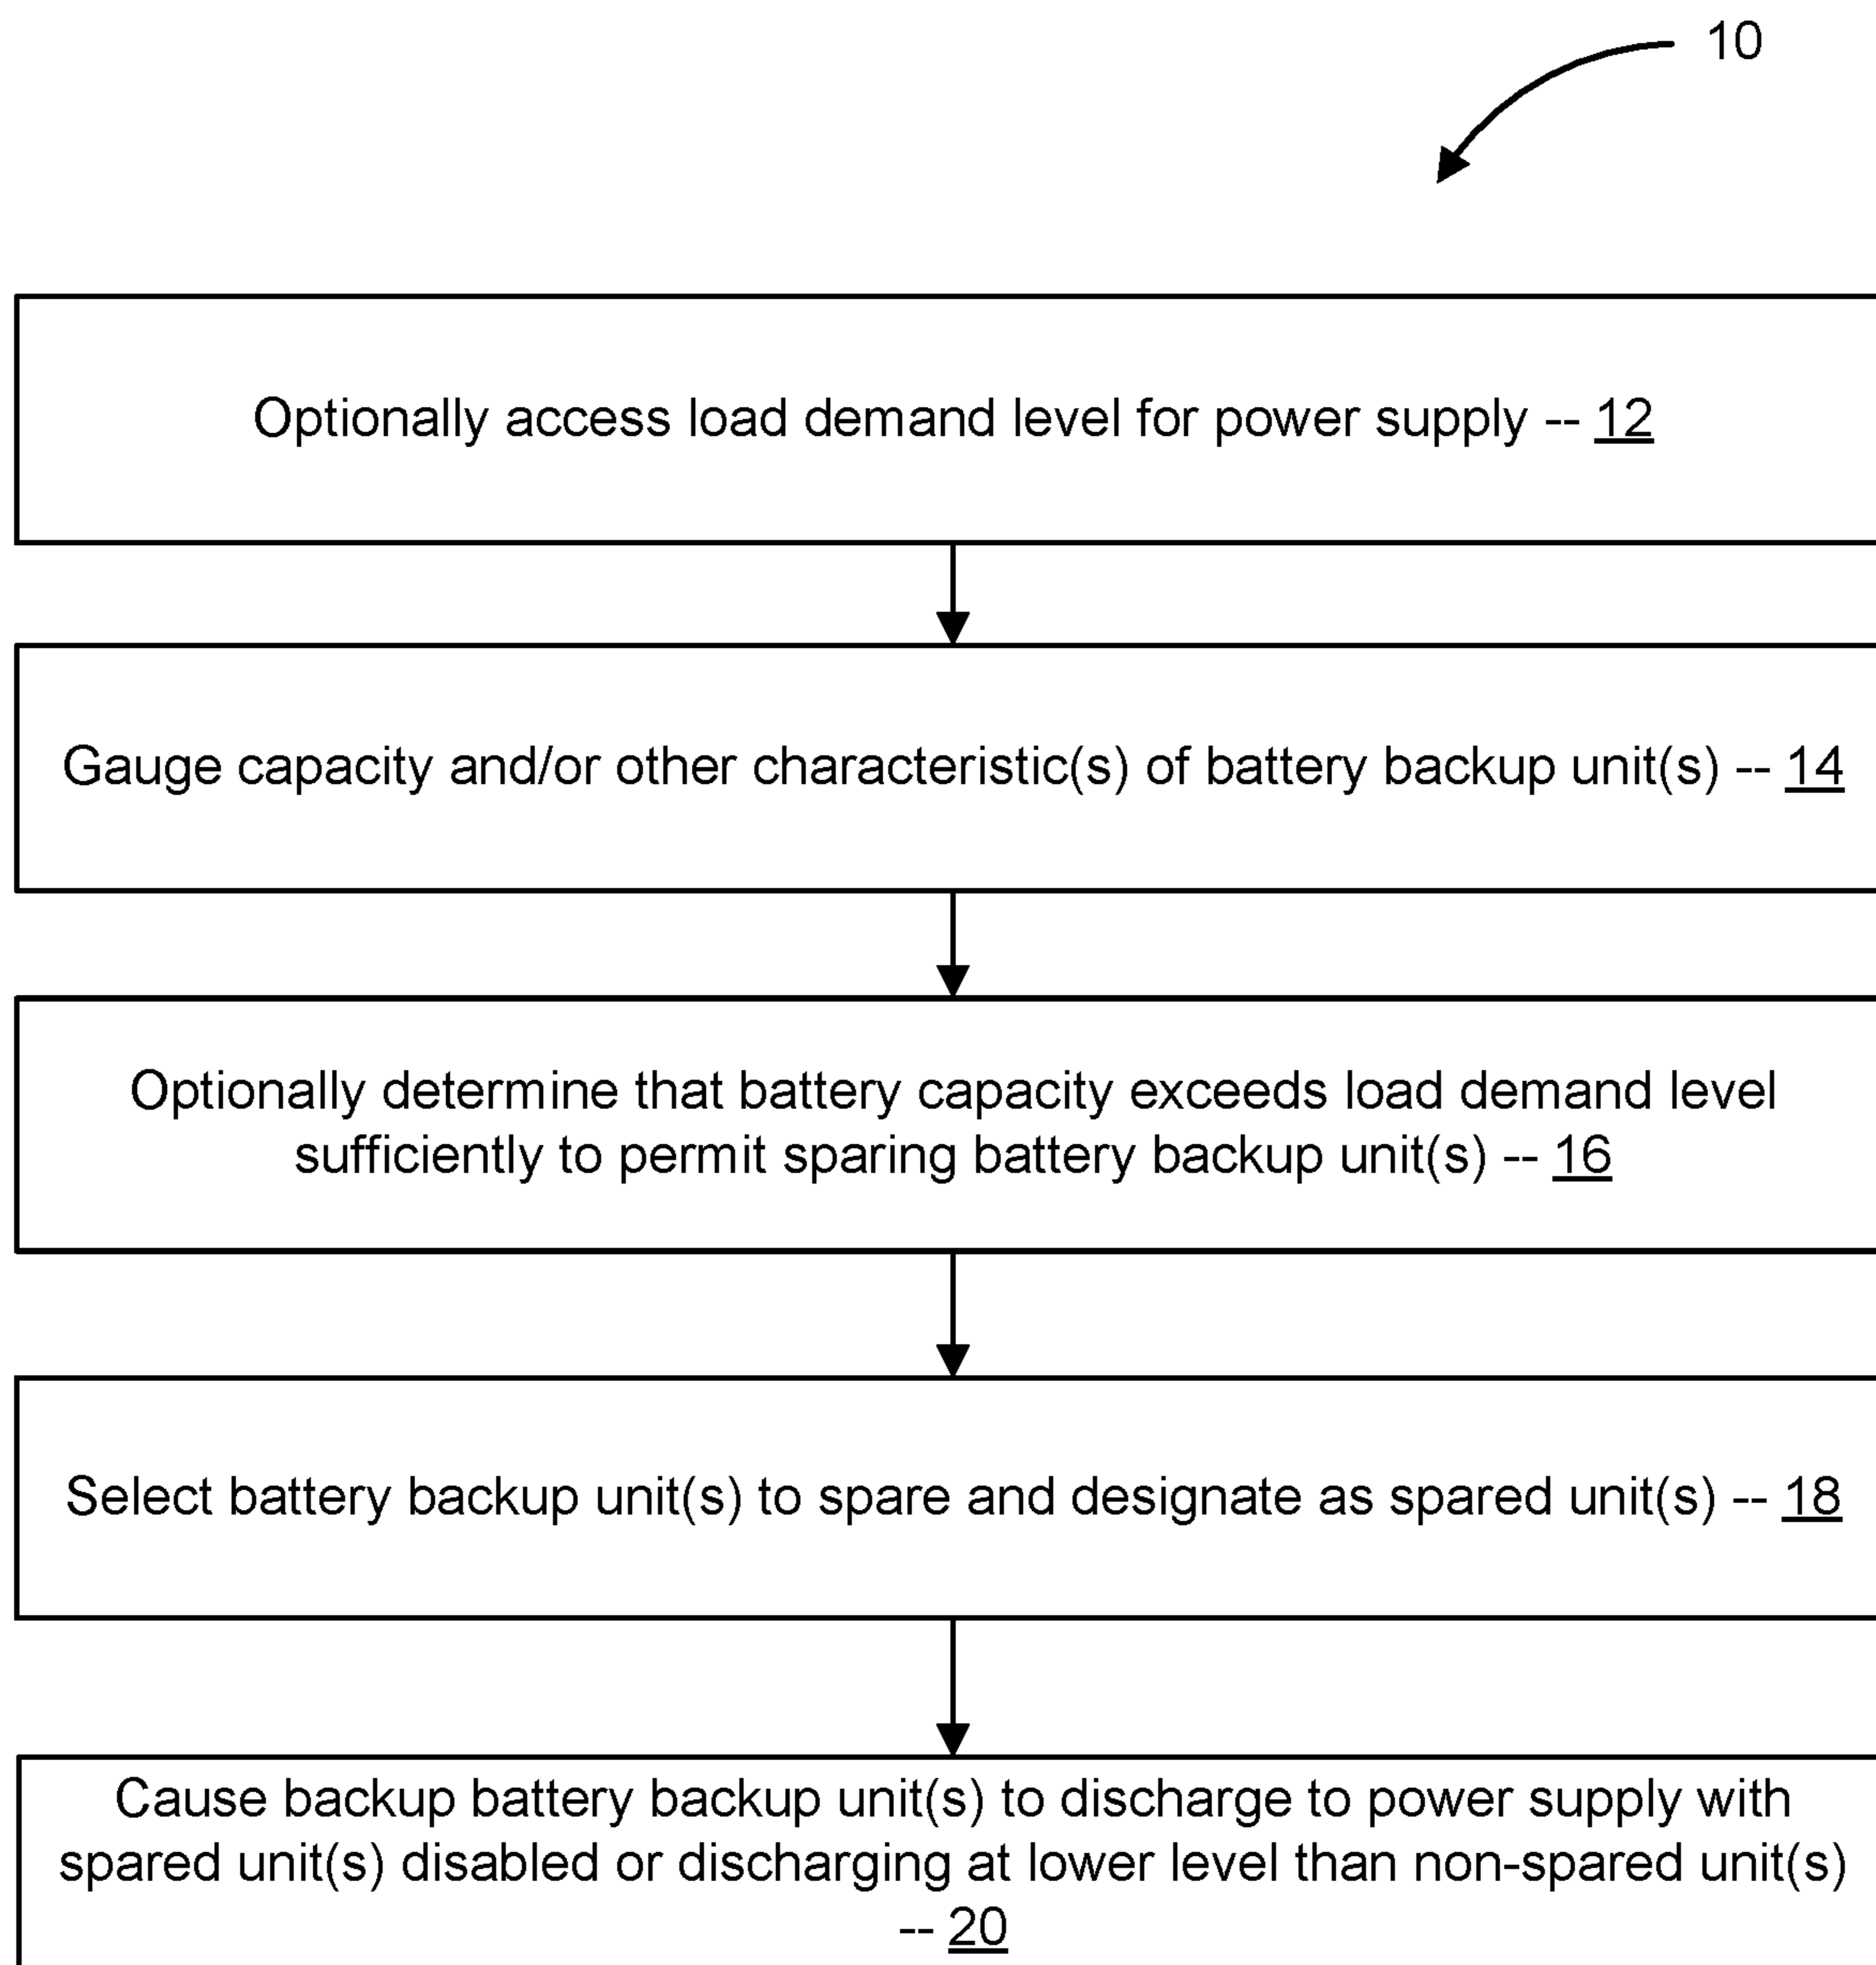 10
Optionally access load demand level for power supply -- 12
Gauge capacity and/or other characteristic(s) of battery backup unit(s) -- 14
Optionally determine that battery capacity exceeds load demand level
sufficiently to permit sparing battery backup unit(s) -- 16
Select battery backup unit(s) to spare and designate as spared unit(s) -- 18
Cause backup battery backup unit(s) to discharge to power supply with
spared unit(s) disabled or discharging at lower level than non-spared unit(s)
-- 20